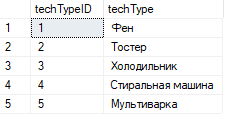 techTypeID techType
1 1 Фен
2 2 Тостер
3 3 Холодильник
4 4 Стиральная машина
5 5 Мультиварка